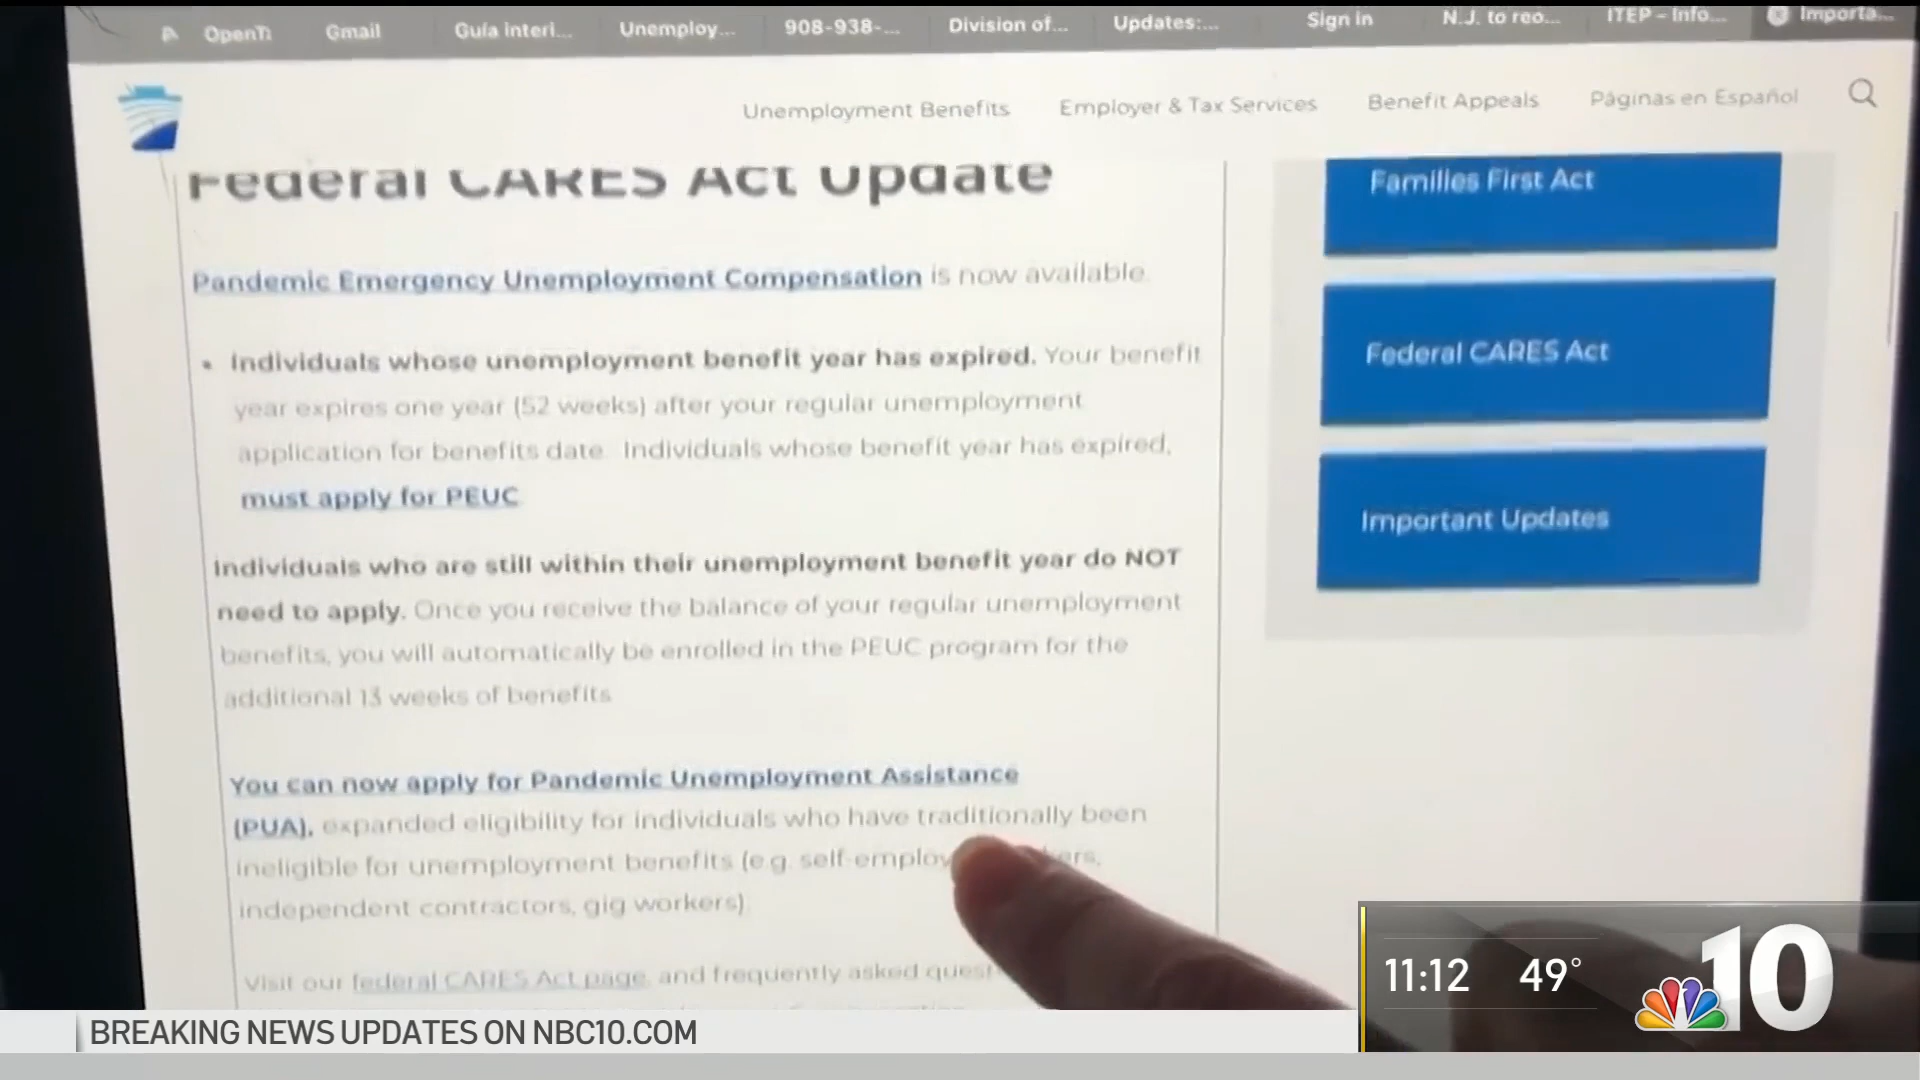 OpenTi
Gmail
Guía interi...
Unemploy...
908-938-...
Division of...
Updates:...
Sign in
N.J. to reo...
ITEP - Info...
Importa...
Unemployment Benefits
Employer & Tax Services
Benefit Appeals
Páginas en Español
Federal CARES Act Update
Families First Act
Pandemic Emergency Unemployment Compensation is now available.
• Individuals whose unemployment benefit year has expired. Your benefit
year expires one year (52 weeks) after your regular unemployment
application for benefits date. Individuals whose benefit year has expired,
must apply for PEUC
Federal CARES Act
Important Updates
Individuals who are still within their unemployment benefit year do NOT
need to apply. Once you receive the balance of your regular unemployment
benefits, you will automatically be enrolled in the PEUC program for the
additional 13 weeks of benefits
You can now apply for Pandemic Unemployment Assistance
(PUA), expanded eligibility for individuals who have traditionally been
ineligible for unemployment benefits (e.g. self-employ kers,
independent contractors, gig workers)
Visit our federal CARES Act page, and frequently asked quest
11:12 49°
10
BREAKING NEWS UPDATES ON NBC10.COM